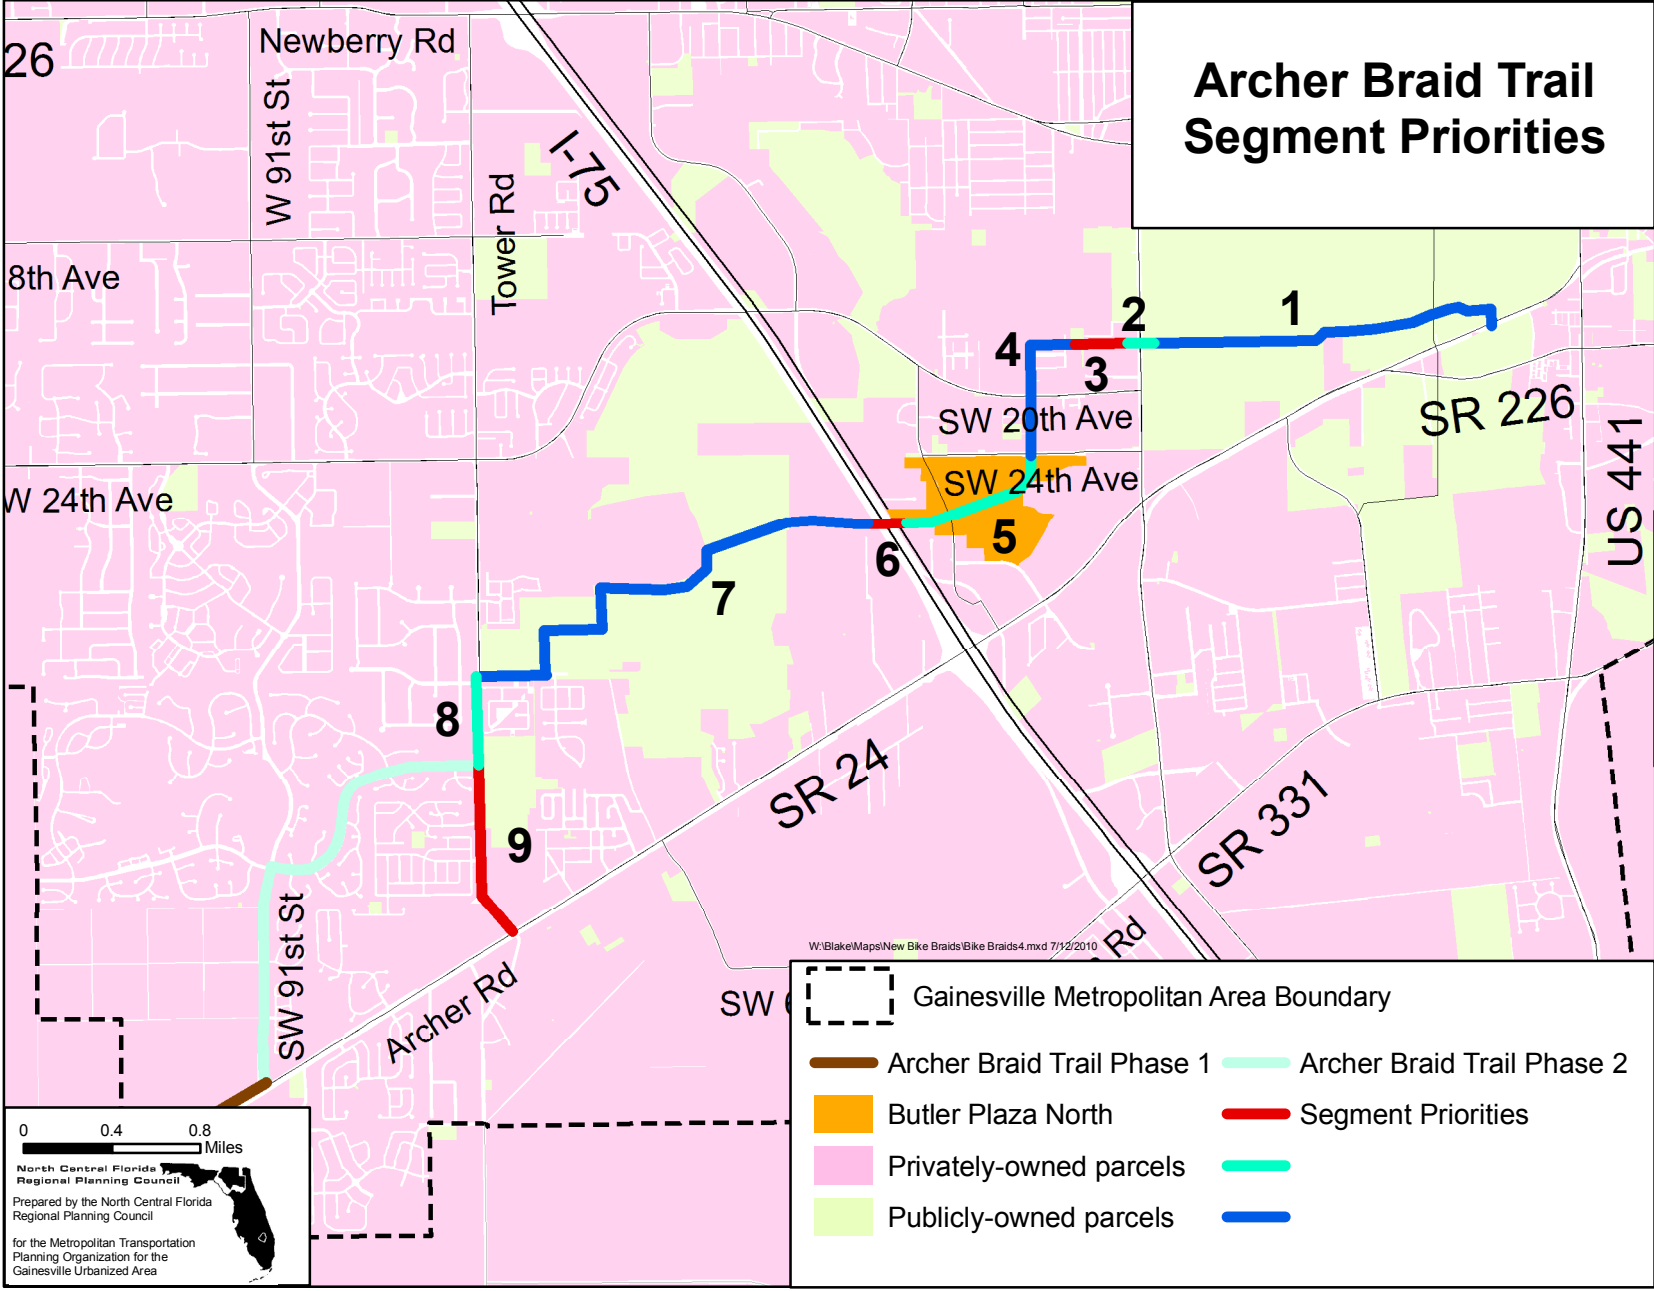 Archer Braid Trail
Segment Priorities
26
Newberry Rd
W 91st St
I-75
Tower Rd
8th Ave
1
2
3
4
SW 20th Ave
SR 226
US 441
W 24th Ave
SW 24th Ave
5
6
7
8
9
SR 24
SR 331
SW 91st St
Archer Rd
SW 6
Rd
W:\Blake\Maps\New Bike Braids\Bike Braids4.mxd 7/12/2010
Gainesville Metropolitan Area Boundary
Archer Braid Trail Phase 1
Archer Braid Trail Phase 2
Butler Plaza North
Segment Priorities
Privately-owned parcels
Publicly-owned parcels
0 0.4 0.8
Miles
North Central Florida
Regional Planning Council
Prepared by the North Central Florida
Regional Planning Council
for the Metropolitan Transportation
Planning Organization for the
Gainesville Urbanized Area